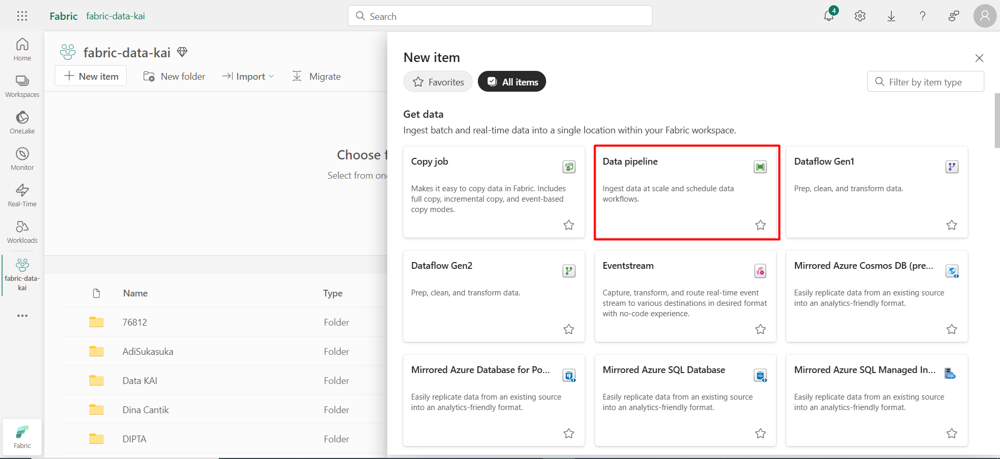 Fabric fabric-data-kai
Search
4
Home
Workspaces
OneLake
Monitor
Real-Time
Workloads
fabric-data-
kai
Fabric
fabric-data-kai
New item New folder Import Migrate
Choose f
Select from one
Name Type
76812 Folder
AdiSukasuka Folder
Data KAI Folder
Dina Cantik Folder
DIPTA Folder
New item
Favorites All items
Filter by item type
Get data
Ingest batch and real-time data into a single location within your Fabric workspace.
Copy job
Makes it easy to copy data in Fabric. Includes
full copy, incremental copy, and event-based
copy modes.
Data pipeline
Ingest data at scale and schedule data
workflows.
Dataflow Gen1
Prep, clean, and transform data.
Dataflow Gen2
Prep, clean, and transform data.
Eventstream
Capture, transform, and route real-time event
stream to various destinations in desired format
with no-code experience.
Mirrored Azure Cosmos DB (pre...
Easily replicate data from an existing source
into an analytics-friendly format.
Mirrored Azure Database for Po...
Easily replicate data from an existing source
into an analytics-friendly format.
Mirrored Azure SQL Database
Easily replicate data from an existing source
into an analytics-friendly format.
Mirrored Azure SQL Managed In...
Easily replicate data from an existing source
into an analytics-friendly format.